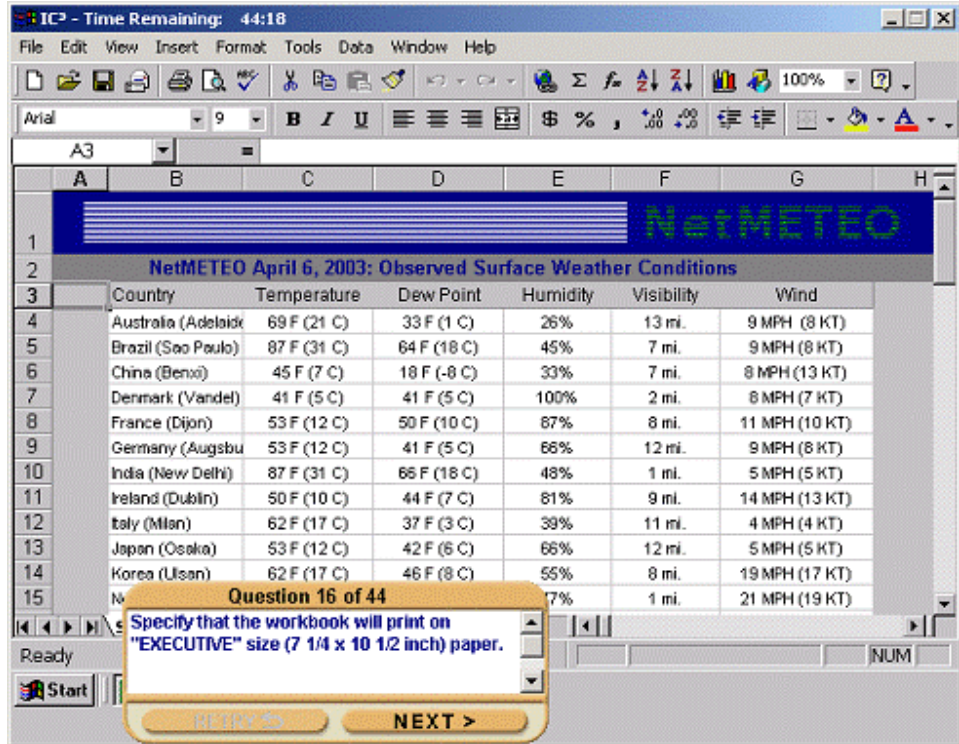 IC³ - Time Remaining: 44:18
File Edit View Insert Format Tools Data Window Help
100%
Arial 9 B I U $ % ,
A3 =
A B C D E F G H
1 NetMETEO
2 NetMETEO April 6, 2003: Observed Surface Weather Conditions
3 Country Temperature Dew Point Humidity Visibility Wind
4 Australia (Adelaide 69 F (21 C) 33 F (1 C) 26% 13 mi. 9 MPH (8 KT)
5 Brazil (Sao Paulo) 87 F (31 C) 64 F (18 C) 45% 7 mi. 9 MPH (8 KT)
6 China (Benxi) 45 F (7 C) 18 F (-8 C) 33% 7 mi. 8 MPH (13 KT)
7 Denmark (Vandel) 41 F (5 C) 41 F (5 C) 100% 2 mi. 8 MPH (7 KT)
8 France (Dijon) 53 F (12 C) 50 F (10 C) 87% 8 mi. 11 MPH (10 KT)
9 Germany (Augsbu 53 F (12 C) 41 F (5 C) 66% 12 mi. 9 MPH (8 KT)
10 India (New Delhi) 87 F (31 C) 66 F (18 C) 48% 1 mi. 5 MPH (5 KT)
11 Ireland (Dublin) 50 F (10 C) 44 F (7 C) 81% 9 mi. 14 MPH (13 KT)
12 Italy (Milan) 62 F (17 C) 37 F (3 C) 39% 11 mi. 4 MPH (4 KT)
13 Japan (Osaka) 53 F (12 C) 42 F (6 C) 66% 12 mi. 5 MPH (5 KT)
14 Korea (Ulsan) 62 F (17 C) 46 F (8 C) 55% 8 mi. 19 MPH (17 KT)
15 7% 1 mi. 21 MPH (19 KT)
Question 16 of 44
Specify that the workbook will print on
"EXECUTIVE" size (7 1/4 x 10 1/2 inch) paper.
Ready NUM
Start
RETRY NEXT >